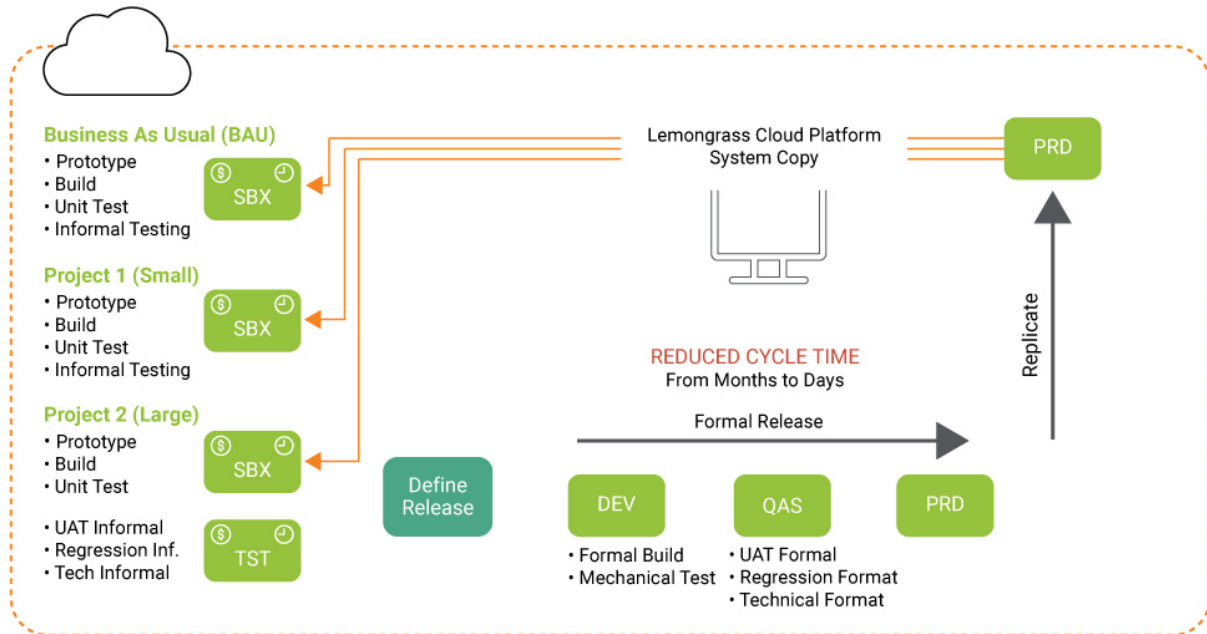 Business As Usual (BAU)
• Prototype
• Build
• Unit Test
• Informal Testing
$
SBX
Project 1 (Small)
• Prototype
• Build
• Unit Test
• Informal Testing
$
SBX
Project 2 (Large)
• Prototype
• Build
• Unit Test
$
SBX
• UAT Informal
• Regression Inf.
• Tech Informal
$
TST
Lemongrass Cloud Platform
System Copy
PRD
Replicate
REDUCED CYCLE TIME
From Months to Days
Formal Release
Define
Release
DEV
• Formal Build
• Mechanical Test
QAS
• UAT Formal
• Regression Format
• Technical Format
PRD